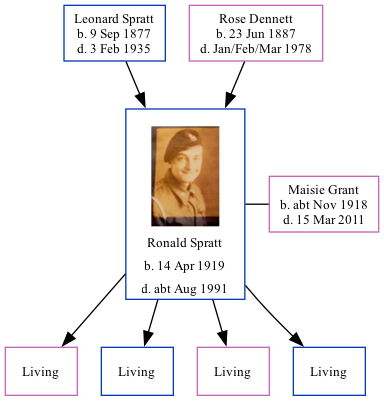 Leonard Spratt
b. 9 Sep 1877
d. 3 Feb 1935
Rose Dennett
b. 23 Jun 1887
d. Jan/Feb/Mar 1978
Ronald Spratt
b. 14 Apr 1919
d. abt Aug 1991
Maisie Grant
b. abt Nov 1918
d. 15 Mar 2011
Living
Living
Living
Living